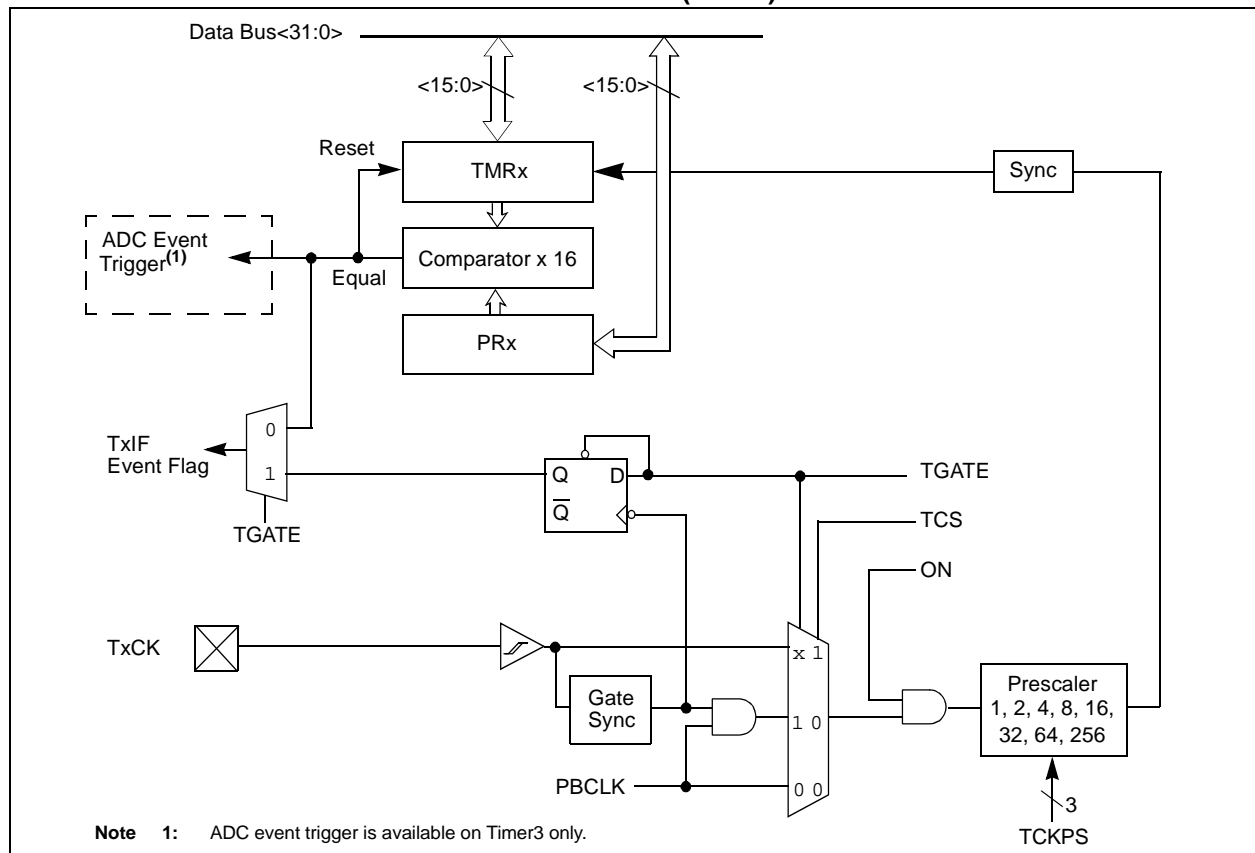 Data Bus<31:0>
<15:0>
<15:0>
Reset
TMRx
Sync
ADC Event
Trigger(1)
Equal
Comparator x 16
PRx
0
1
TxIF
Event Flag
TGATE
Q
D
Q
TGATE
TCS
ON
TxCK
x 1
Gate
Sync
1 0
Prescaler
1, 2, 4, 8, 16,
32, 64, 256
PBCLK
0 0
3
TCKPS
Note 1: ADC event trigger is available on Timer3 only.